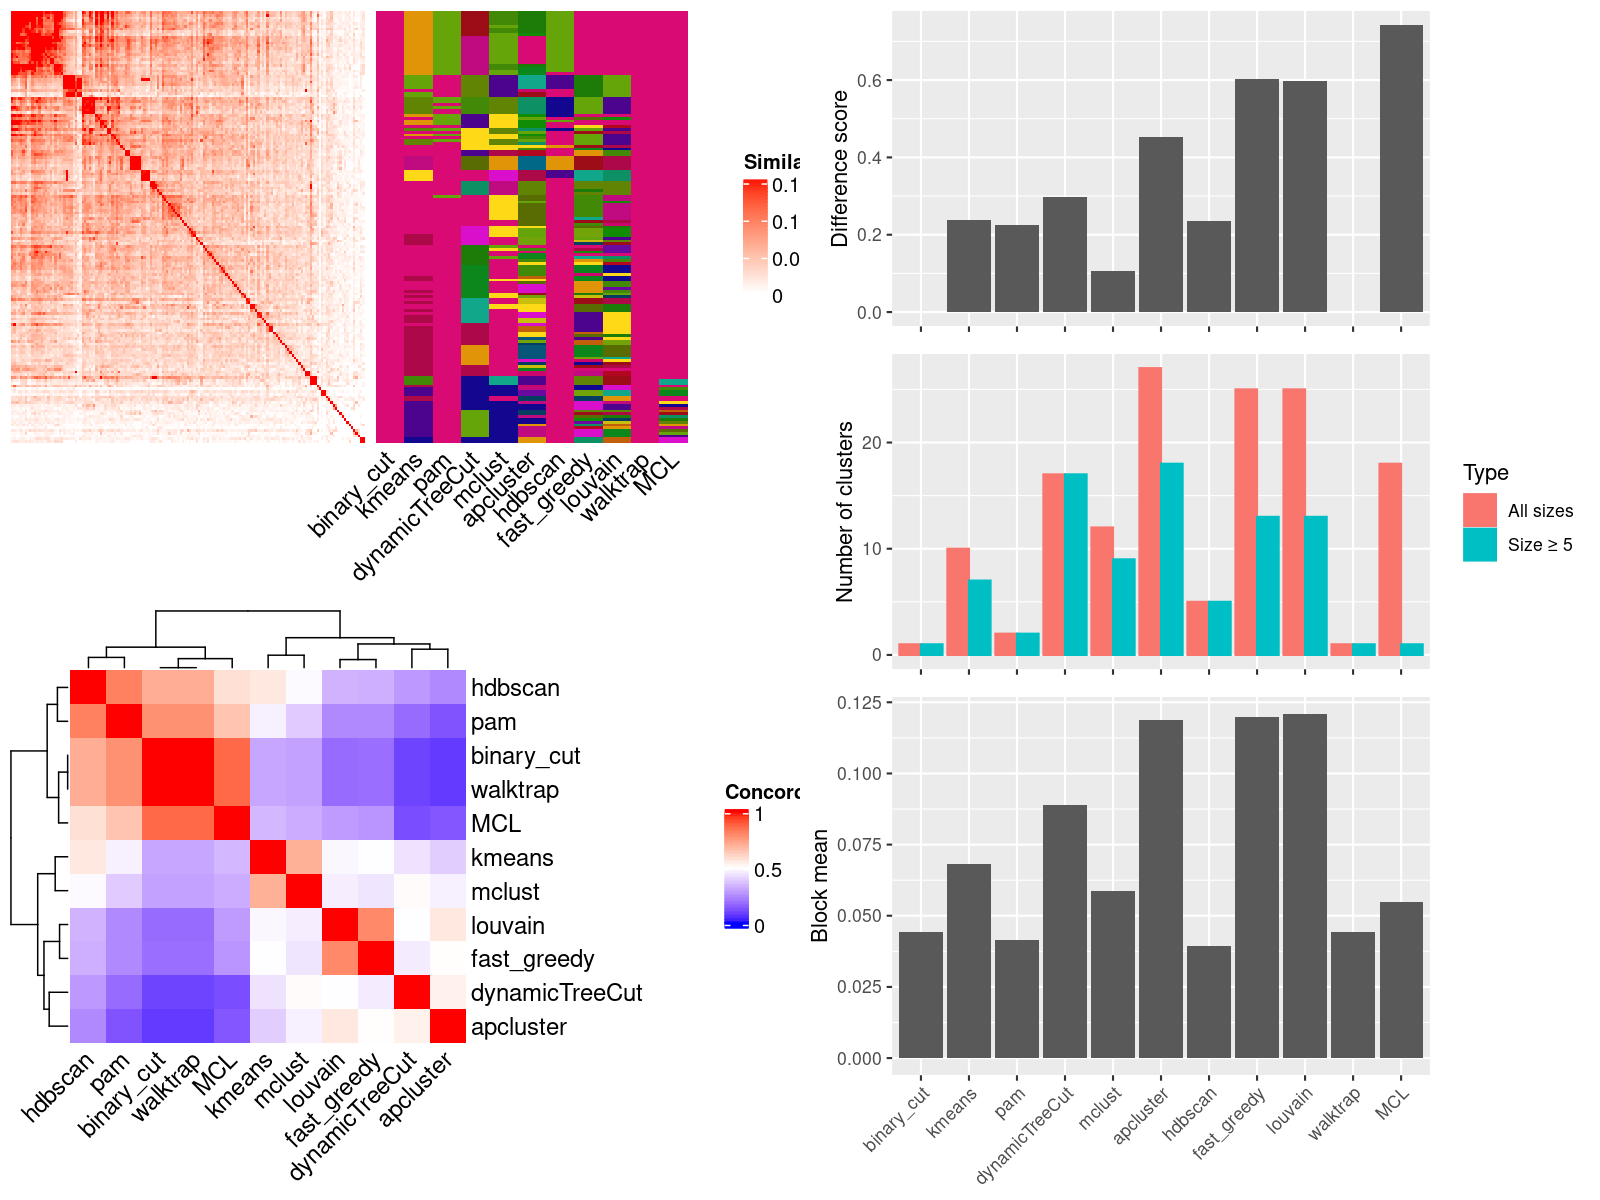 Simila
0.1
0.1
0.0
0
binary_cut
kmeans
pam
dynamicTreeCut
mclust
apcluster
hdbscan
fast_greedy
louvain
walktrap
MCL
hdbscan
pam
binary_cut
walktrap
MCL
kmeans
mclust
louvain
fast_greedy
dynamicTreeCut
apcluster
hdbscan
pam
binary_cut
walktrap
MCL
kmeans
mclust
louvain
fast_greedy
dynamicTreeCut
apcluster
Concord
1
0.5
0
Difference score
0.6
0.4
0.2
0.0
Number of clusters
20
10
0
Type
All sizes
Size ≥ 5
Block mean
0.125
0.100
0.075
0.050
0.025
0.000
binary_cut
kmeans
pam
dynamicTreeCut
mclust
apcluster
hdbscan
fast_greedy
louvain
walktrap
MCL